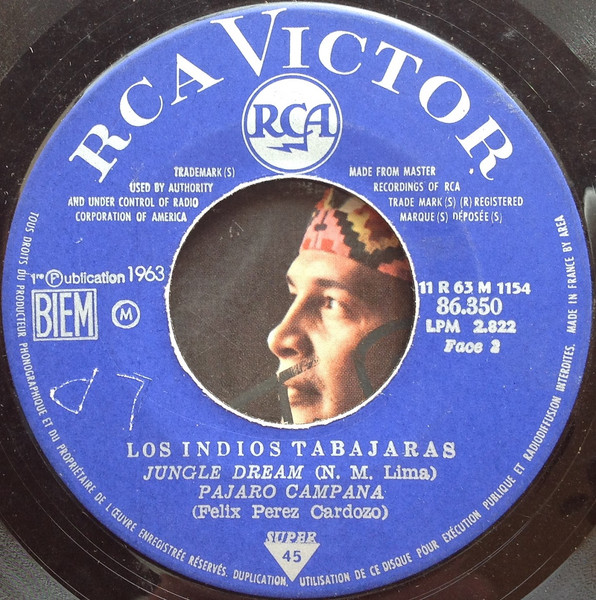 RCA VICTOR
RCA
TRADEMARK (S)
USED BY AUTHORITY
AND UNDER CONTROL OF RADIO
CORPORATION OF AMERICA
MADE FROM MASTER
RECORDINGS OF RCA
TRADE MARK (S) (R) REGISTERED
MARQUE (S) DÉPOSÉE (S)
1re Ⓟublication 1963
BIEM
M
11 R 63 M 1154
86.350
LPM 2.822
Face 2
LOS INDIOS TABAJARAS
JUNGLE DREAM (N. M. Lima)
PAJARO CAMPANA
(Felix Perez Cardozo)
SUPER
45
TOUS DROITS DU PRODUCTEUR PHONOGRAPHIQUE ET DU PROPRIÉTAIRE DE L'ŒUVRE ENREGISTRÉE RÉSERVÉS. DUPLICATION, UTILISATION DE CE DISQUE POUR EXÉCUTION PUBLIQUE ET RADIODIFFUSION INTERDITES. MADE IN FRANCE BY AREA